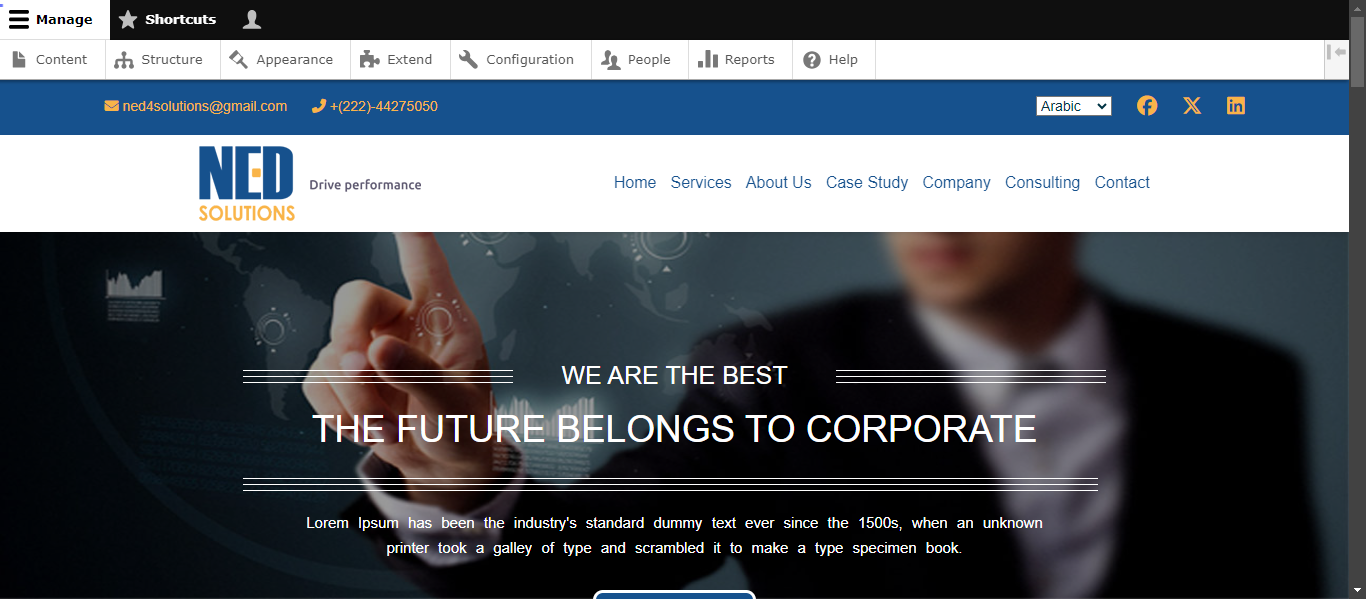 Manage Shortcuts
Content Structure Appearance Extend Configuration People Reports Help
ned4solutions@gmail.com +(222)-44275050 Arabic
NED
SOLUTIONS
Drive performance
Home Services About Us Case Study Company Consulting Contact
WE ARE THE BEST
THE FUTURE BELONGS TO CORPORATE
Lorem Ipsum has been the industry's standard dummy text ever since the 1500s, when an unknown
printer took a galley of type and scrambled it to make a type specimen book.